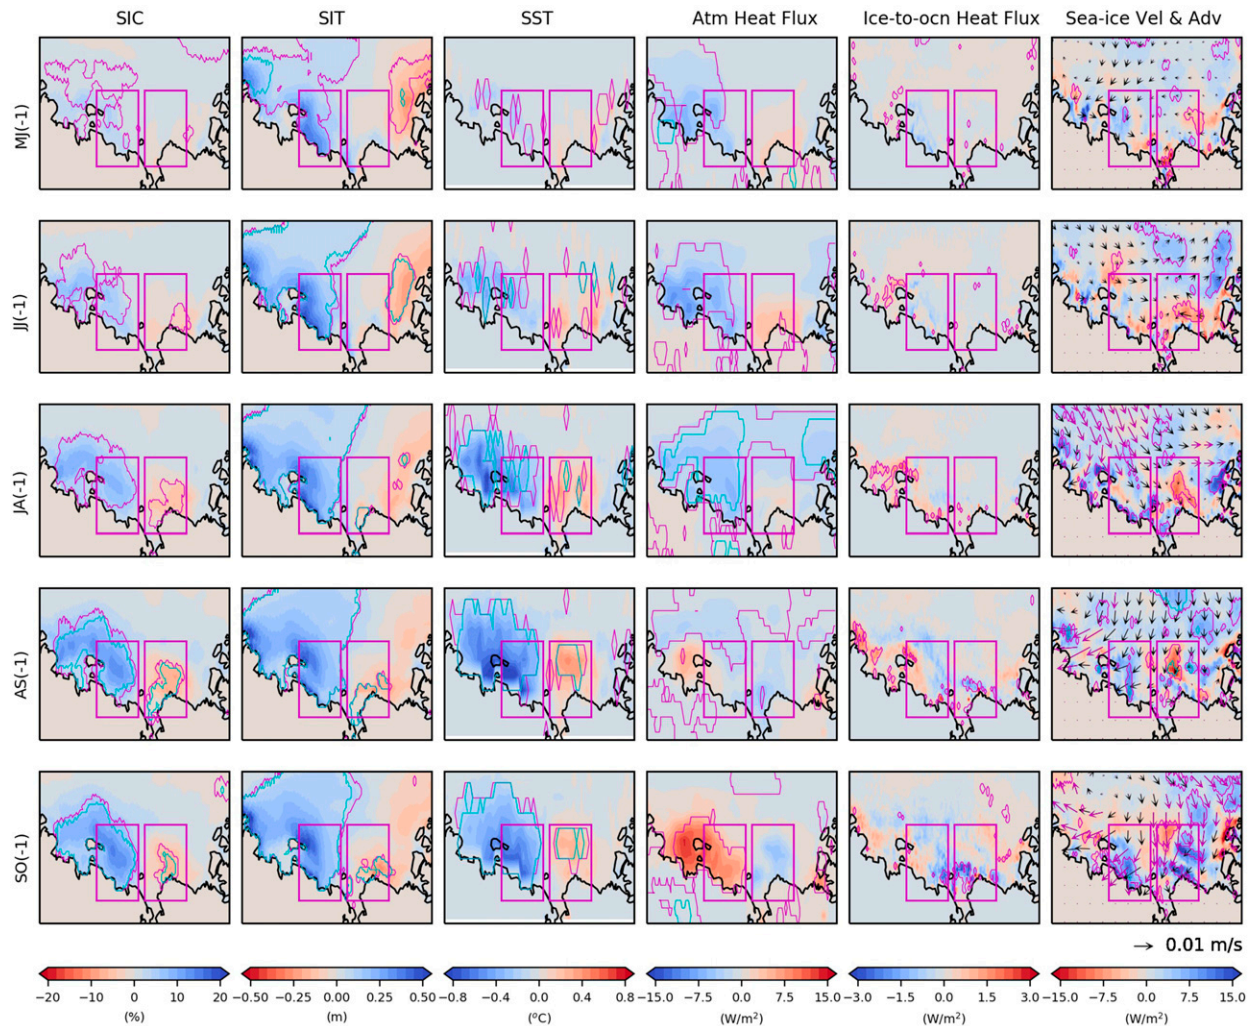 SIC SIT SST Atm Heat Flux Ice-to-ocn Heat Flux Sea-ice Vel & Adv
MJ(-1)
JJ(-1)
JA(-1)
AS(-1)
SO(-1)
0.01 m/s
−20 −10 0 10 20 −0.50 −0.25 0.00 0.25 0.50 −0.8 −0.4 0.0 0.4 0.8 −15.0 −7.5 0.0 7.5 15.0 −3.0 −1.5 0.0 1.5 3.0 −15.0 −7.5 0.0 7.5 15.0
(%) (m) (°C) (W/m²) (W/m²) (W/m²)